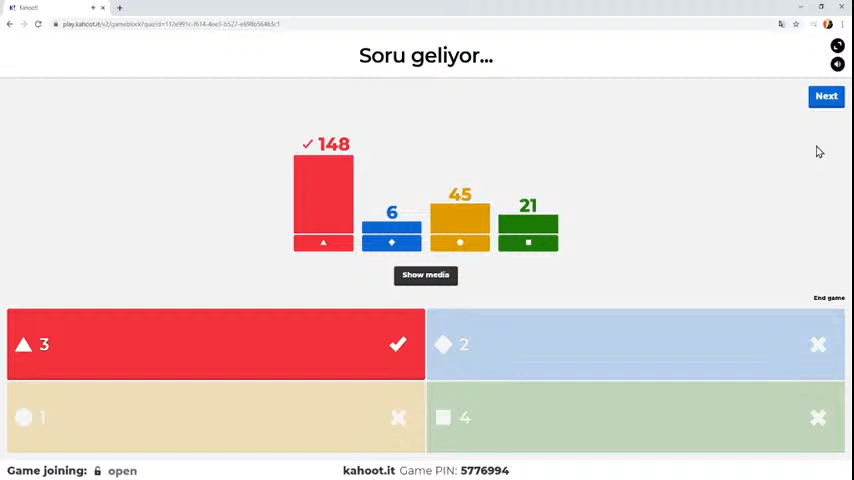 Kahoot!
play.kahoot.it/v2/gameblock?quizId=112e991c-f614-4ee3-b527-e698b56463c1
Soru geliyor...
Next
148
6
45
21
Show media
End game
3
2
1
4
Game joining: open
kahoot.it Game PIN: 5776994